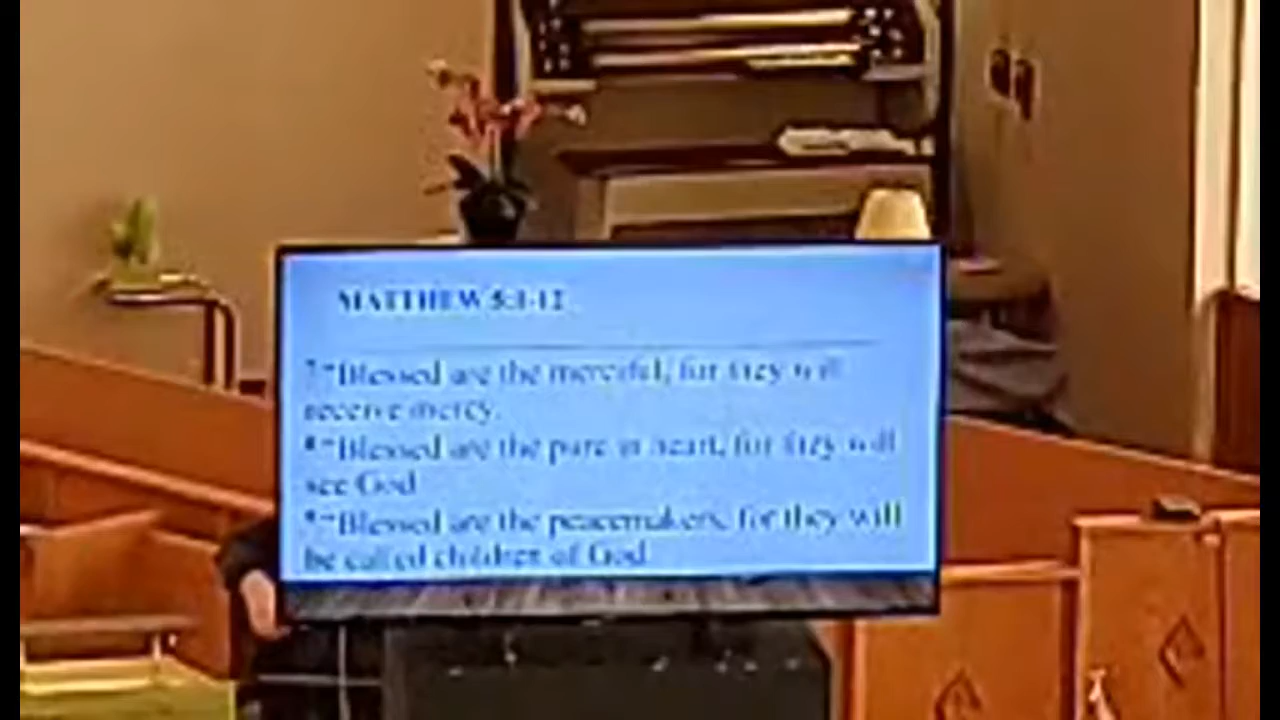 MATTHEW 5:1-12
7 “Blessed are the merciful, for they will
receive mercy.
8 “Blessed are the pure in heart, for they will
see God.
9 “Blessed are the peacemakers, for they will
be called children of God.